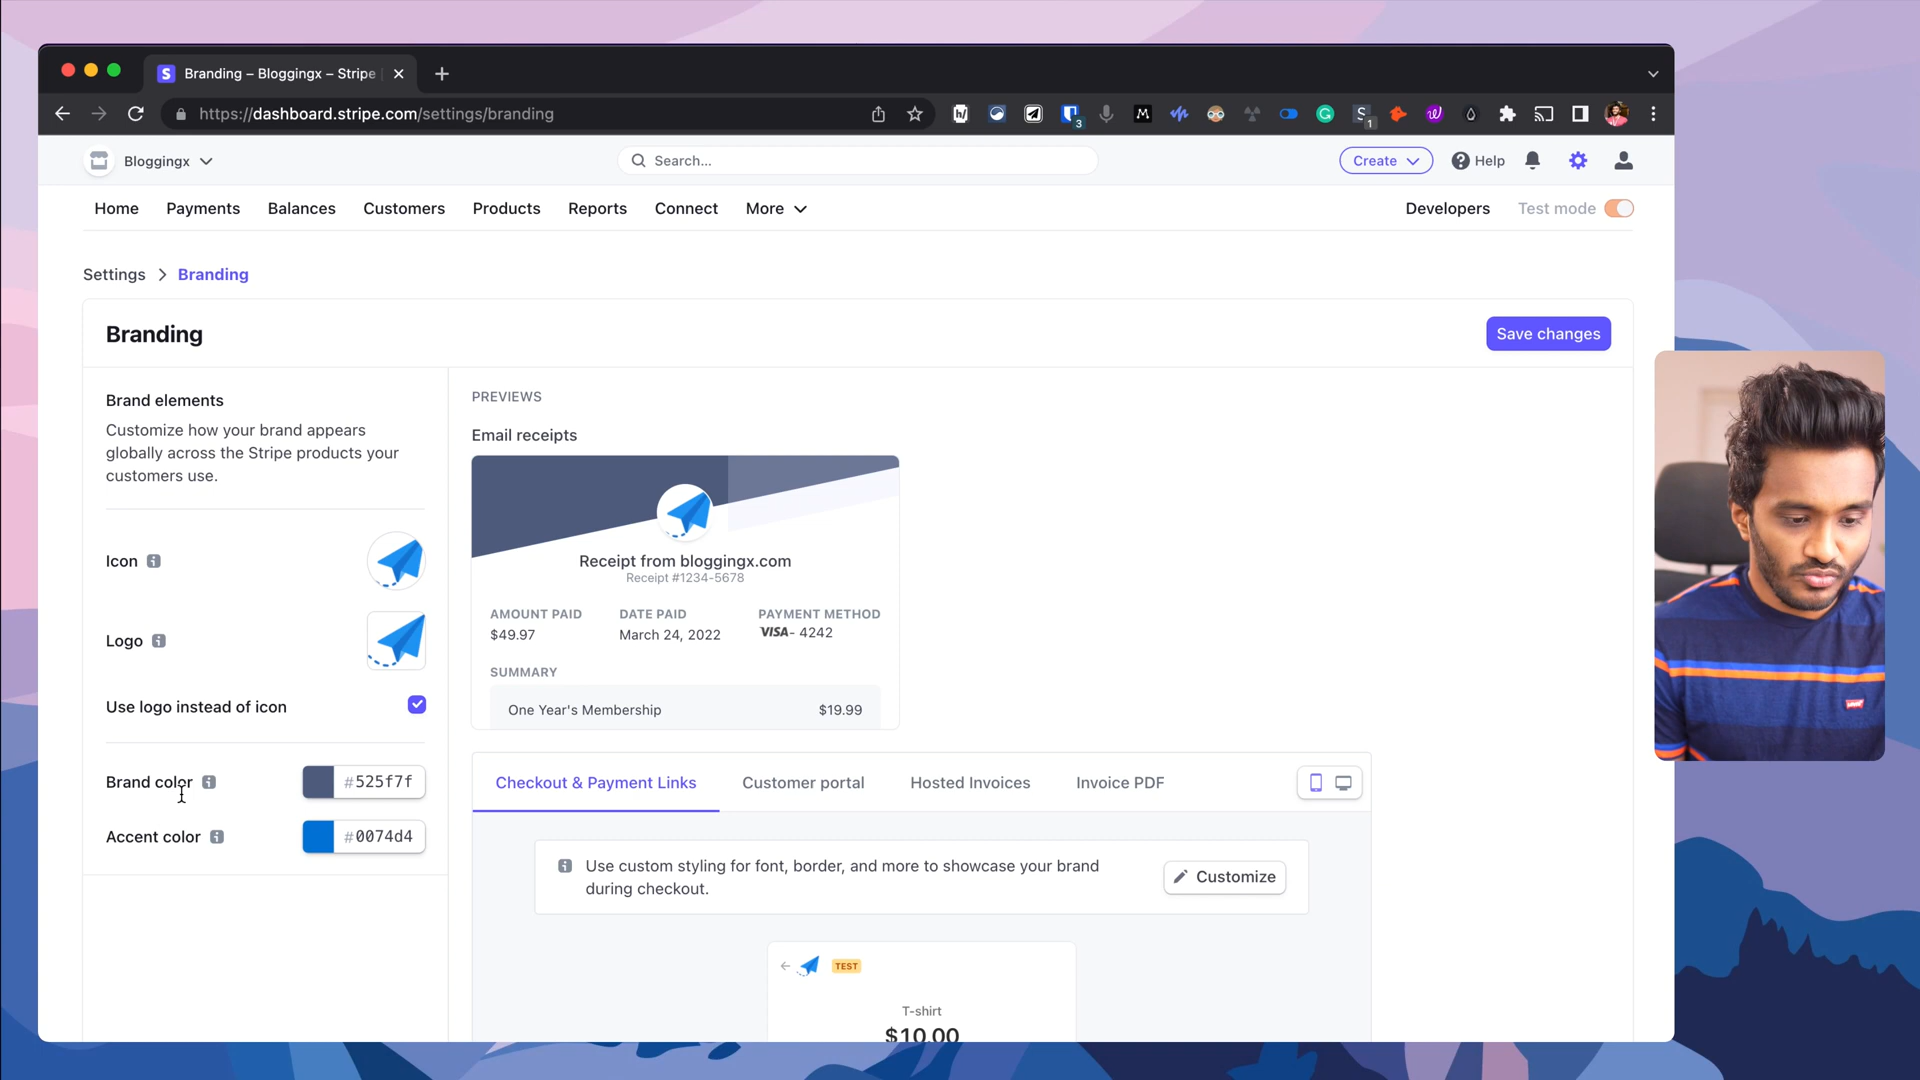 Branding – Bloggingx – Stripe
https://dashboard.stripe.com/settings/branding
3
1
Bloggingx
Search...
Create
Help
Home
Payments
Balances
Customers
Products
Reports
Connect
More
Developers
Test mode
Settings
Branding
Branding
Save changes
Brand elements
Customize how your brand appears
globally across the Stripe products your
customers use.
Icon
Logo
Use logo instead of icon
Brand color
#525f7f
Accent color
#0074d4
PREVIEWS
Email receipts
Receipt from bloggingx.com
Receipt #1234-5678
AMOUNT PAID
$49.97
DATE PAID
March 24, 2022
PAYMENT METHOD
VISA- 4242
SUMMARY
One Year's Membership
$19.99
Checkout & Payment Links
Customer portal
Hosted Invoices
Invoice PDF
Use custom styling for font, border, and more to showcase your brand
during checkout.
Customize
TEST
T-shirt
$10.00